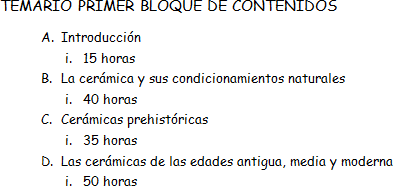 TEMARIO PRIMER BLOQUE DE CONTENIDOS
A. Introducción
i. 15 horas
B. La cerámica y sus condicionamientos naturales
i. 40 horas
C. Cerámicas prehistóricas
i. 35 horas
D. Las cerámicas de las edades antigua, media y moderna
i. 50 horas